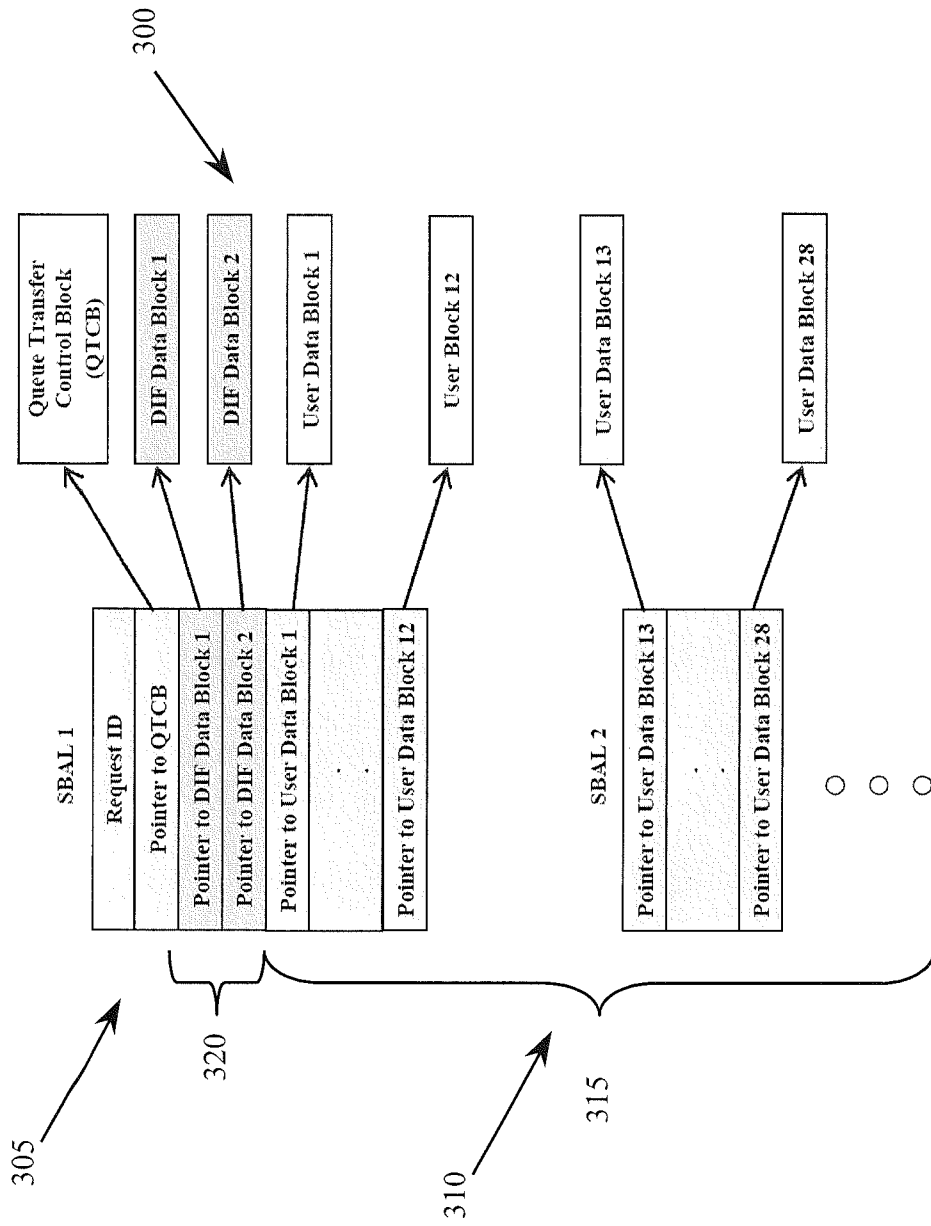 300
Queue Transfer
Control Block
(QTCB)
DIF Data Block 1
DIF Data Block 2
User Data Block 1
User Block 12
User Data Block 13
User Data Block 28
SBAL 1
Request ID
Pointer to QTCB
Pointer to DIF Data Block 1
Pointer to DIF Data Block 2
Pointer to User Data Block 1
Pointer to User Data Block 12
SBAL 2
Pointer to User Data Block 13
Pointer to User Data Block 28
305
320
310
315